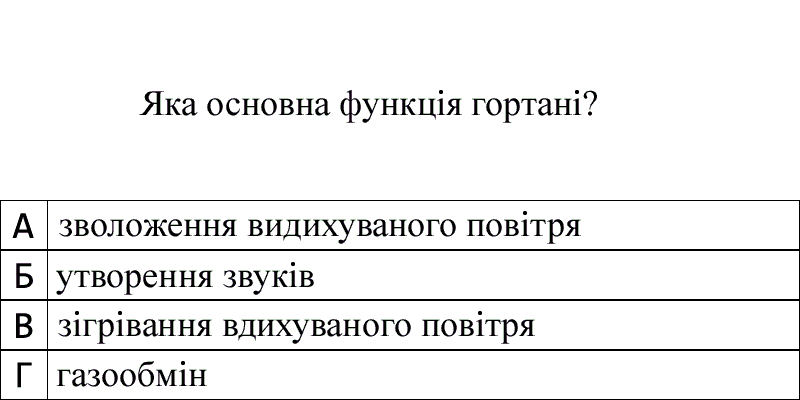 Яка основна функція гортані?
А зволоження видихуваного повітря
Б утворення звуків
В зігрівання вдихуваного повітря
Г газообмін